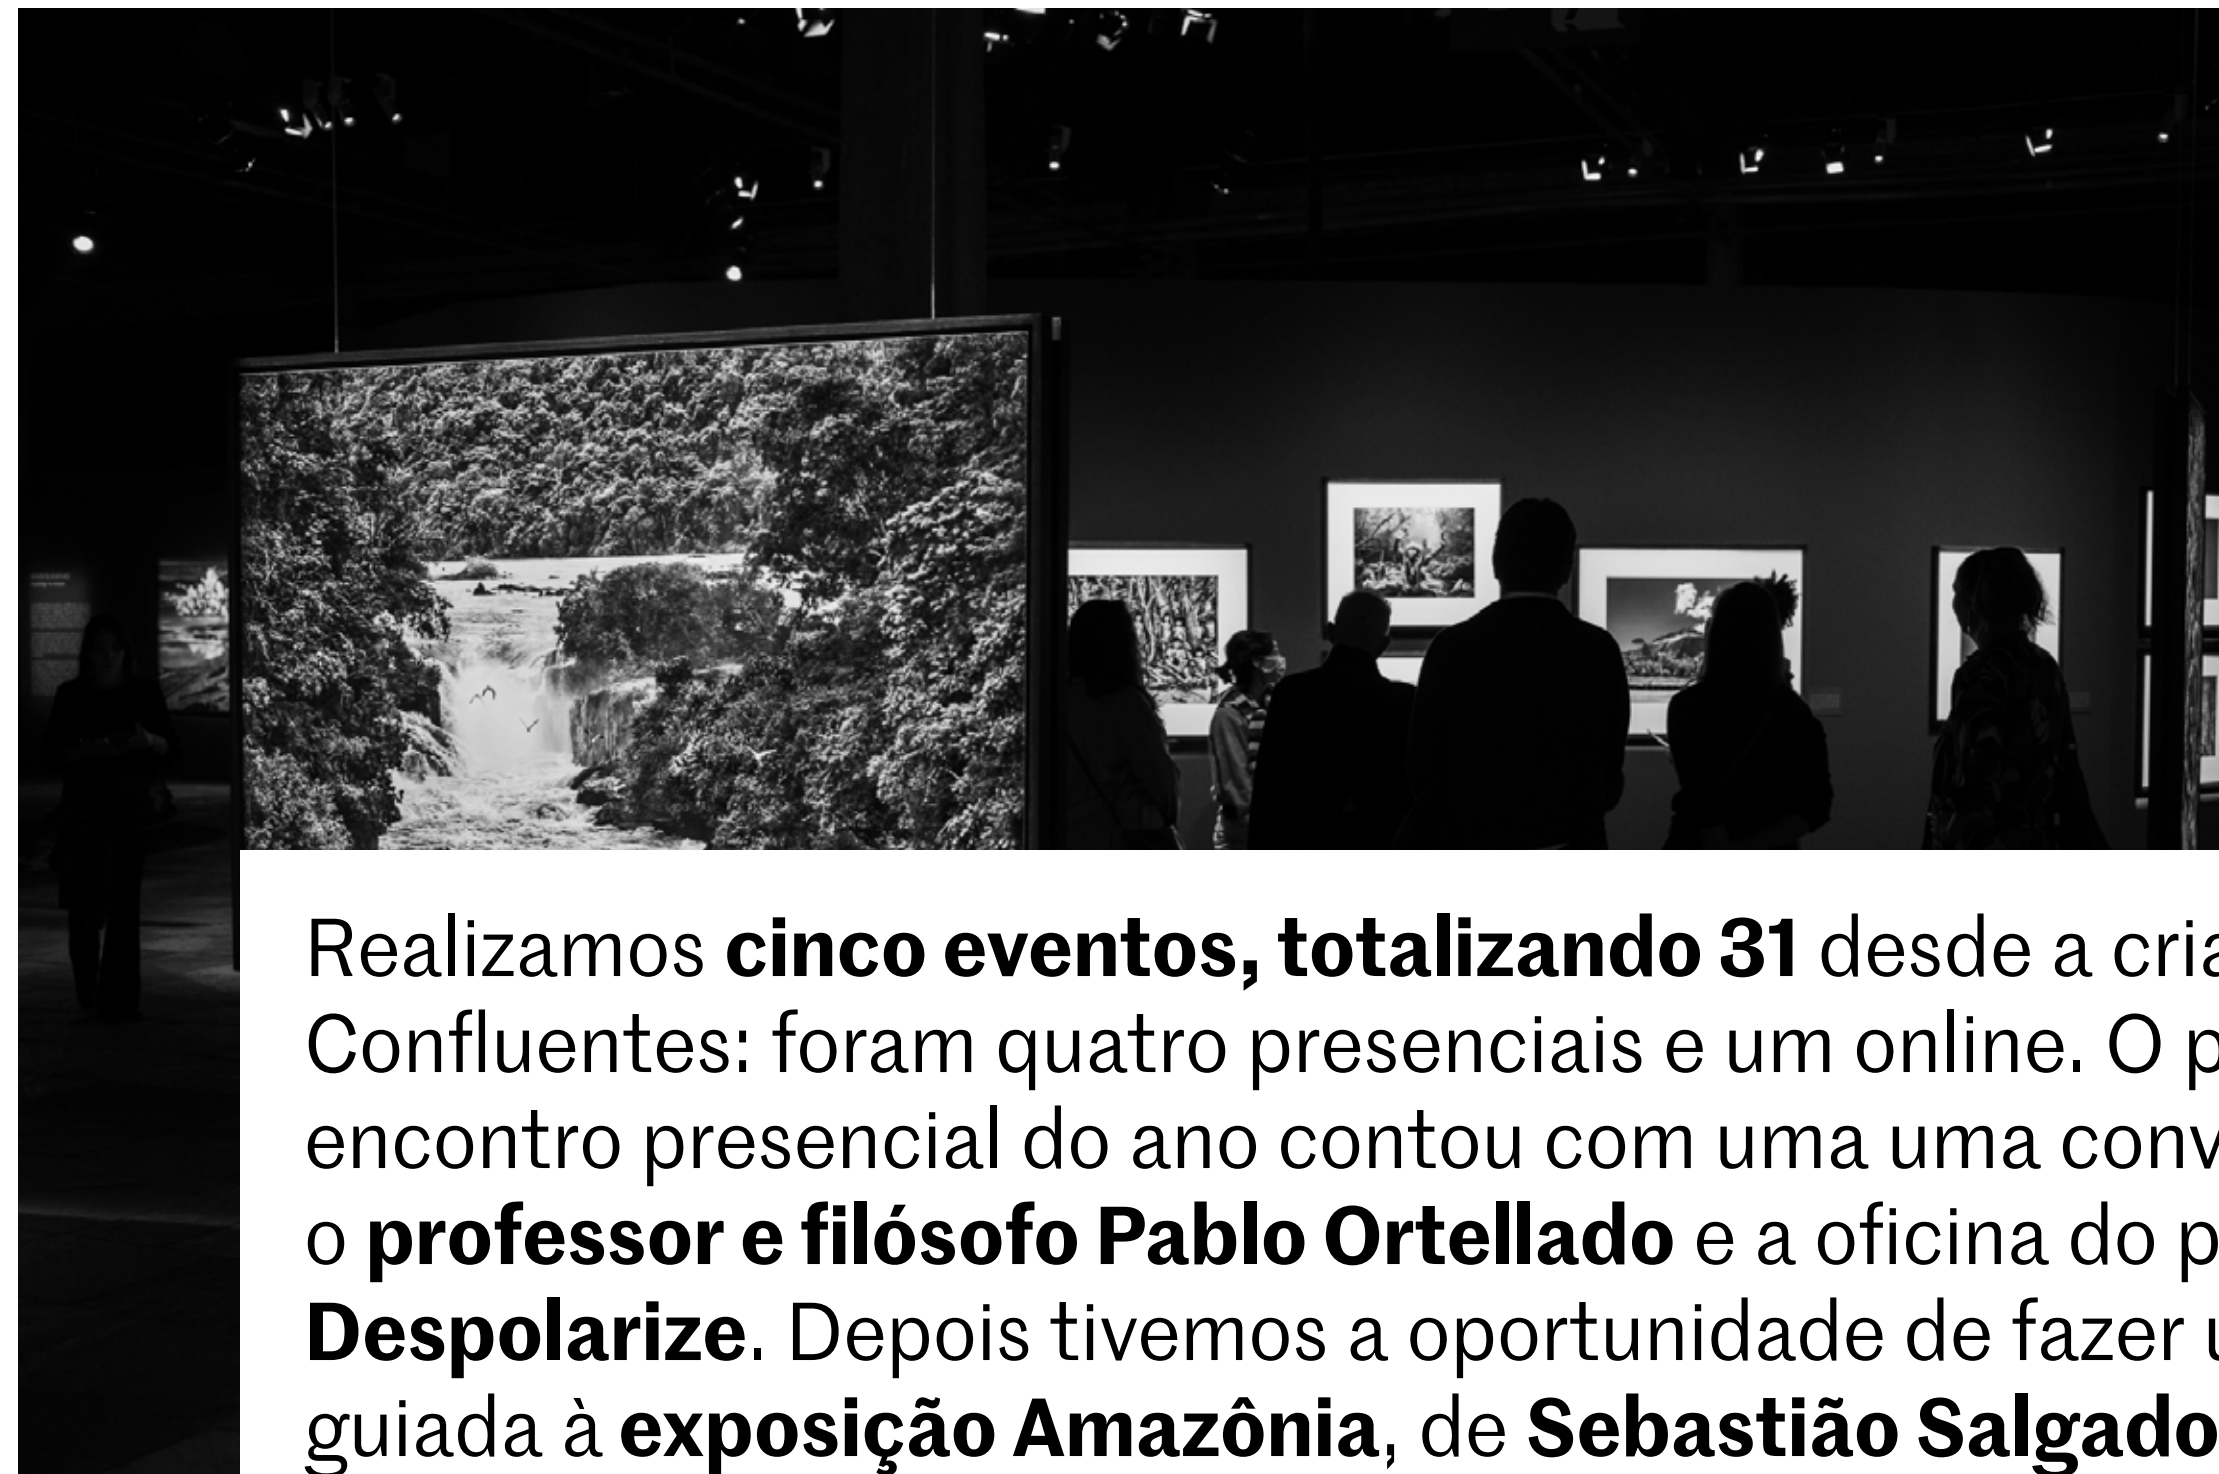 Realizamos cinco eventos, totalizando 31 desde a cria
Confluentes: foram quatro presenciais e um online. O p
encontro presencial do ano contou com uma uma conv
o professor e filósofo Pablo Ortellado e a oficina do p
Despolarize. Depois tivemos a oportunidade de fazer u
guiada à exposição Amazônia, de Sebastião Salgado